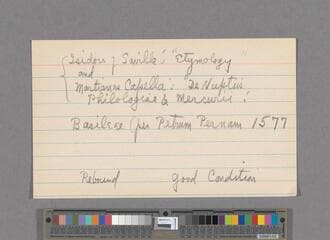 Isidore of Seville: "Etymology"
and
Martianus Capella: "De Nuptiis
Philologiae & Mercurii".
Basileae (per Petrum Pernam 1577
Rebound Good Condition